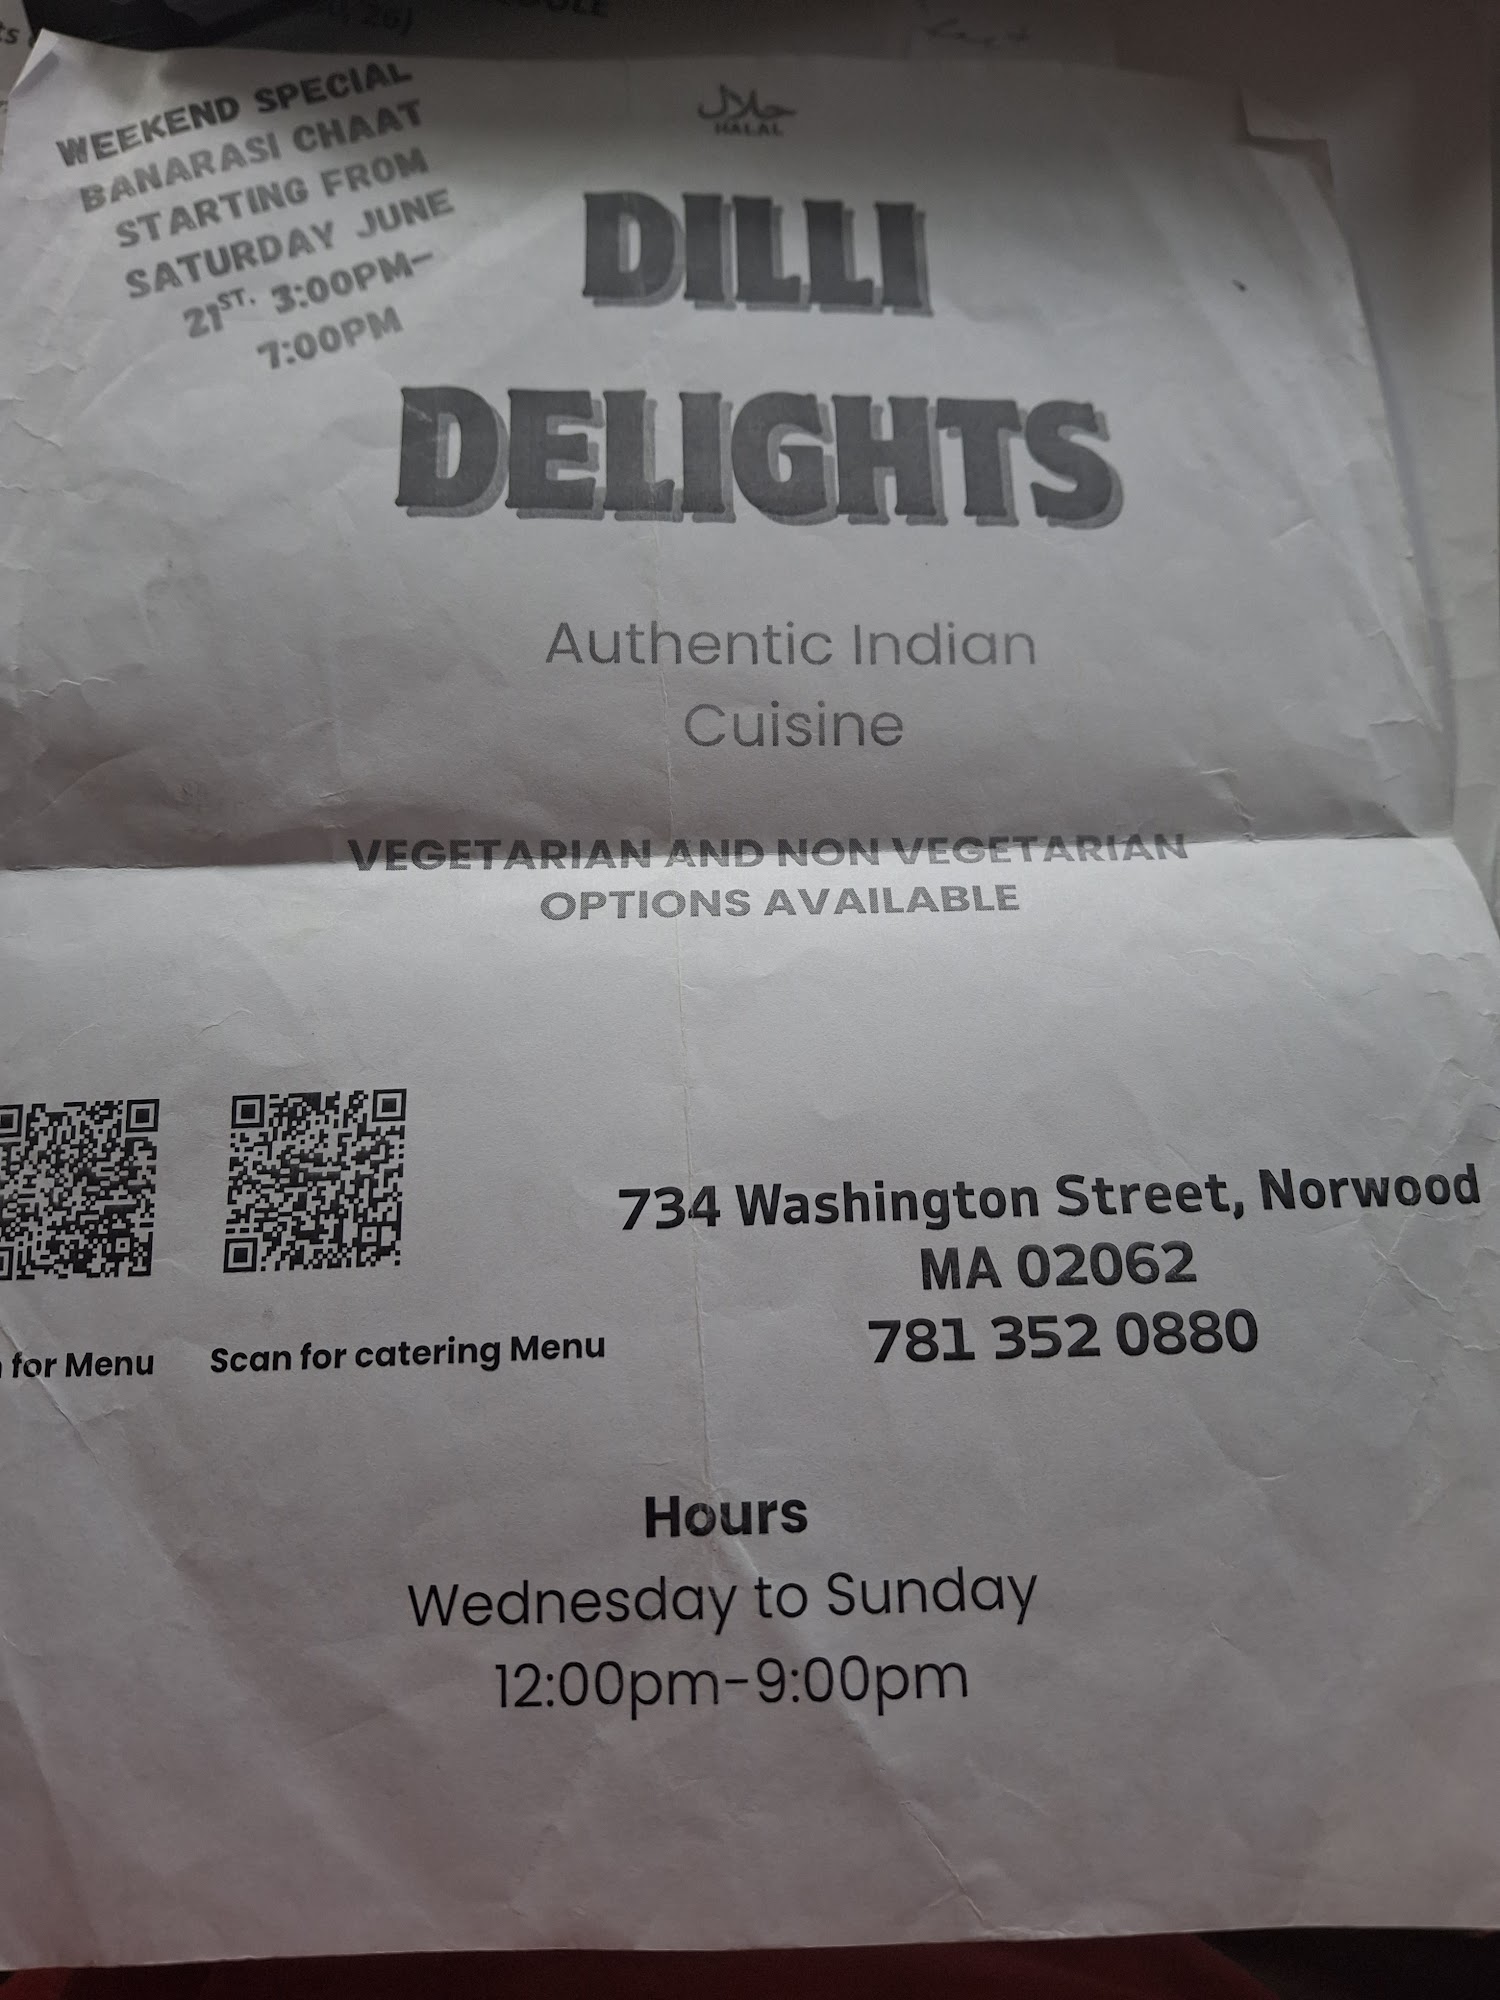 WEEKEND SPECIAL
BANARASI CHAAT
STARTING FROM
SATURDAY JUNE
21ST. 3:00PM-
7:00PM
حلال
HALAL
DILLI
DELIGHTS
Authentic Indian
Cuisine
VEGETARIAN AND NON VEGETARIAN
OPTIONS AVAILABLE
734 Washington Street, Norwood
MA 02062
781 352 0880
for Menu
Scan for catering Menu
Hours
Wednesday to Sunday
12:00pm-9:00pm